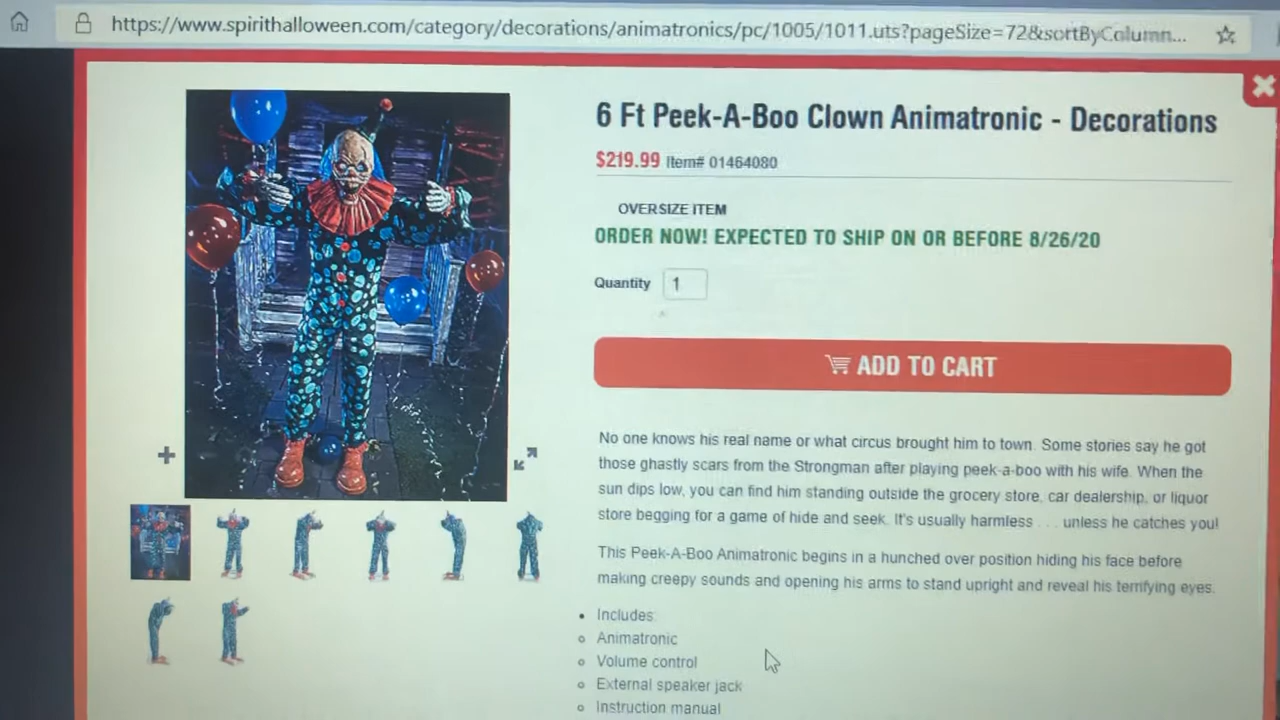 https://www.spirithalloween.com/category/decorations/animatronics/pc/1005/1011.uts?pageSize=72&sortByColumn...
6 Ft Peek-A-Boo Clown Animatronic - Decorations
$219.99 Item# 01464080
OVERSIZE ITEM
ORDER NOW! EXPECTED TO SHIP ON OR BEFORE 8/26/20
Quantity 1
ADD TO CART
No one knows his real name or what circus brought him to town. Some stories say he got
those ghastly scars from the Strongman after playing peek-a-boo with his wife. When the
sun dips low, you can find him standing outside the grocery store, car dealership, or liquor
store begging for a game of hide and seek. It's usually harmless . . . unless he catches you!
This Peek-A-Boo Animatronic begins in a hunched over position hiding his face before
making creepy sounds and opening his arms to stand upright and reveal his terrifying eyes.
Includes:
Animatronic
Volume control
External speaker jack
Instruction manual